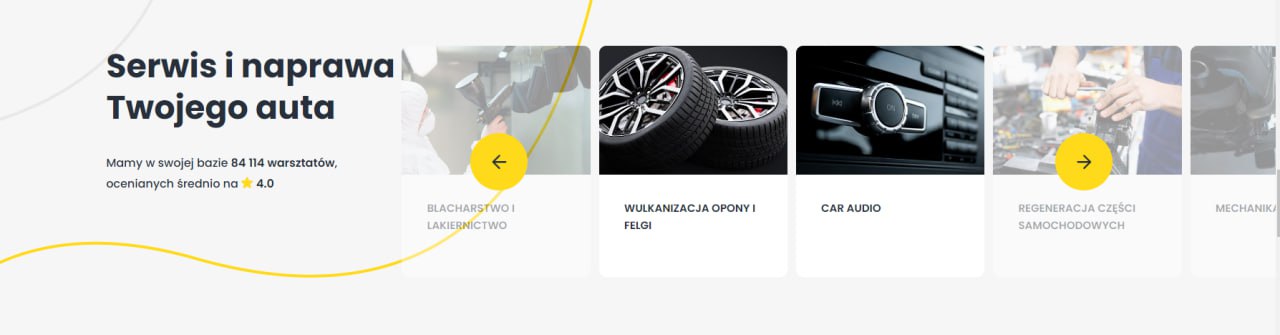 Serwis i naprawa
Twojego auta
Mamy w swojej bazie 84 114 warsztatów,
ocenianych średnio na ⭐ 4.0
BLACHARSTWO I
LAKIERNICTWO
WULKANIZACJA OPONY I
FELGI
CAR AUDIO
ON
REGENERACJA CZĘŚCI
SAMOCHODOWYCH
MECHANIKA